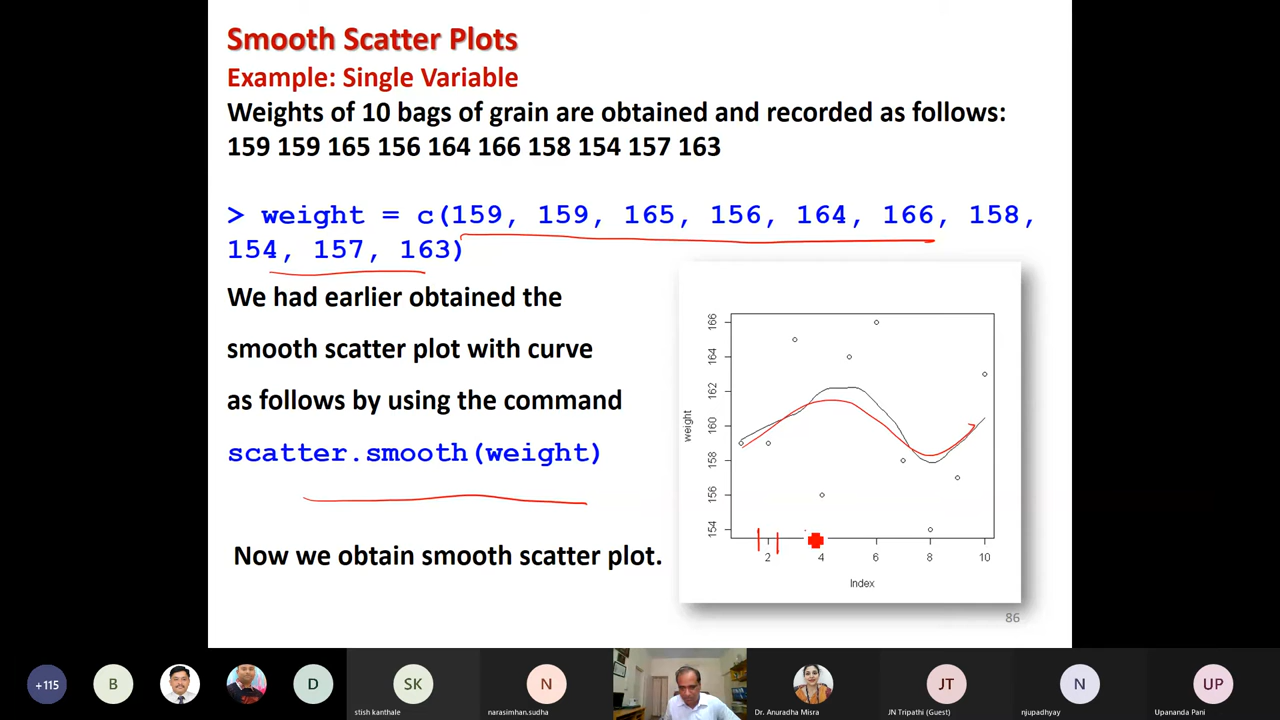 Smooth Scatter Plots
Example: Single Variable
Weights of 10 bags of grain are obtained and recorded as follows:
159 159 165 156 164 166 158 154 157 163
> weight = c(159, 159, 165, 156, 164, 166, 158,
154, 157, 163)
We had earlier obtained the
smooth scatter plot with curve
as follows by using the command
scatter.smooth(weight)
Now we obtain smooth scatter plot.
weight
166
164
162
160
158
156
154
2 4 6 8 10
Index
86
+115
B
D
SK
stish kanthale
N
narasimhan.sudha
Dr. Anuradha Misra
JT
JN Tripathi (Guest)
N
njupadhyay
UP
Upananda Pani